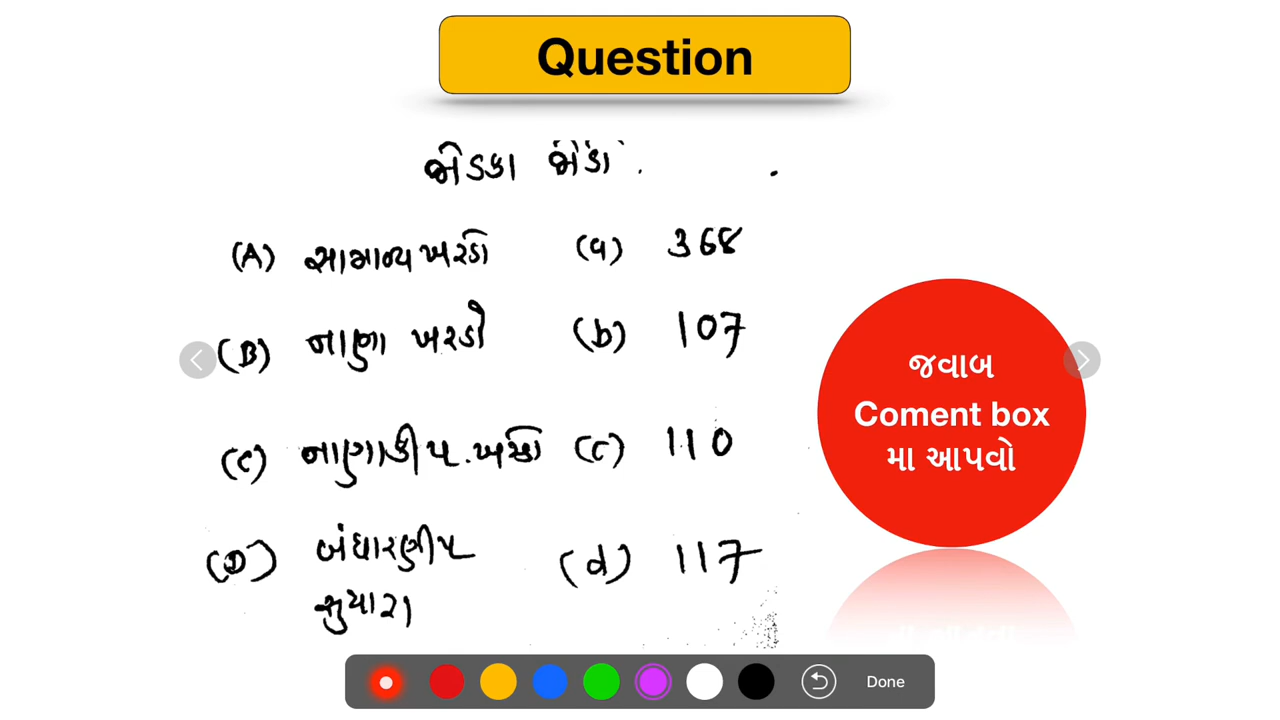 Question
જોડકા જોડો.
(A) સામાન્ય ખરડો (a) 368
(B) નાણા ખરડો (b) 107
(C) નાણાકીય ખરડો (c) 110
(D) બંધારણીય (d) 117
સુધારા
જવાબ
Coment box
મા આપવો
Done